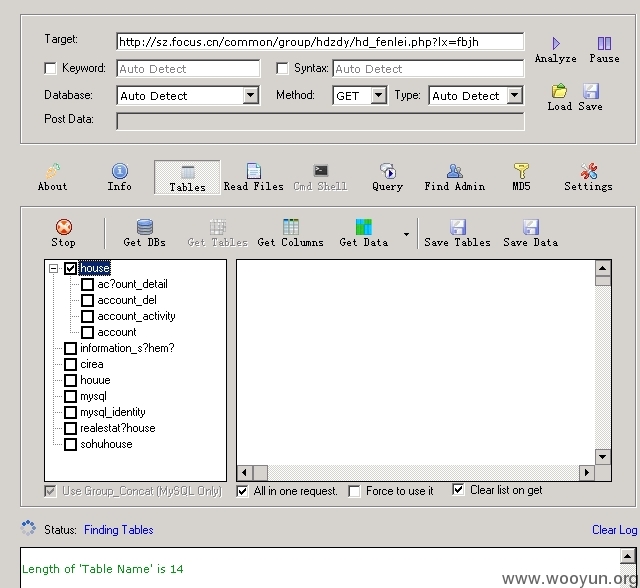 Target: http://sz.focus.cn/common/group/hdzdy/hd_fenlei.php?lx=fbjh
Analyze Pause
Keyword: Auto Detect Syntax: Auto Detect
Database: Auto Detect Method: GET Type: Auto Detect
Load Save
Post Data:
About Info Tables Read Files Cmd Shell Query Find Admin MD5 Settings
Stop Get DBs Get Tables Get Columns Get Data Save Tables Save Data
house
ac?ount_detail
account_del
account_activity
account
information_s?hem?
cirea
houue
mysql
mysql_identity
realestat?house
sohuhouse
Use Group_Concat (MySQL Only) All in one request. Force to use it Clear list on get
Status: Finding Tables Clear Log
Length of 'Table Name' is 14
www.wooyun.org